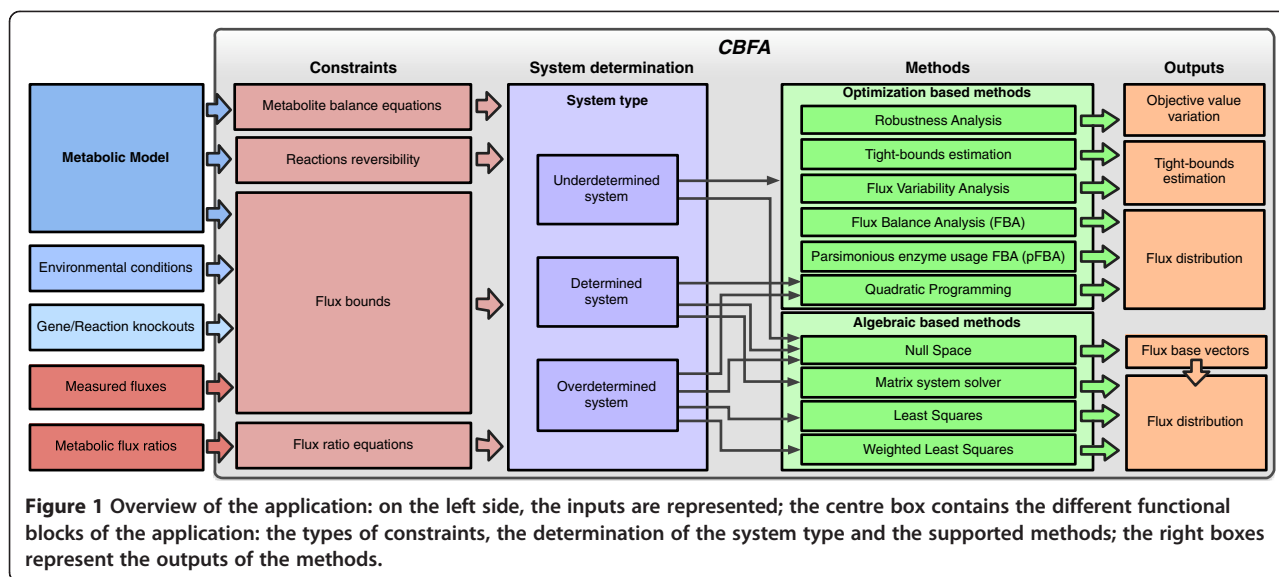 CBFA
Constraints
System determination
Methods
Outputs
Metabolic Model
Environmental conditions
Gene/Reaction knockouts
Measured fluxes
Metabolic flux ratios
Metabolite balance equations
Reactions reversibility
Flux bounds
Flux ratio equations
System type
Underdetermined
system
Determined
system
Overdetermined
system
Optimization based methods
Robustness Analysis
Tight-bounds estimation
Flux Variability Analysis
Flux Balance Analysis (FBA)
Parsimonious enzyme usage FBA (pFBA)
Quadratic Programming
Algebraic based methods
Null Space
Matrix system solver
Least Squares
Weighted Least Squares
Objective value
variation
Tight-bounds
estimation
Flux distribution
Flux base vectors
Flux distribution
Figure 1 Overview of the application: on the left side, the inputs are represented; the centre box contains the different functional
blocks of the application: the types of constraints, the determination of the system type and the supported methods; the right boxes
represent the outputs of the methods.